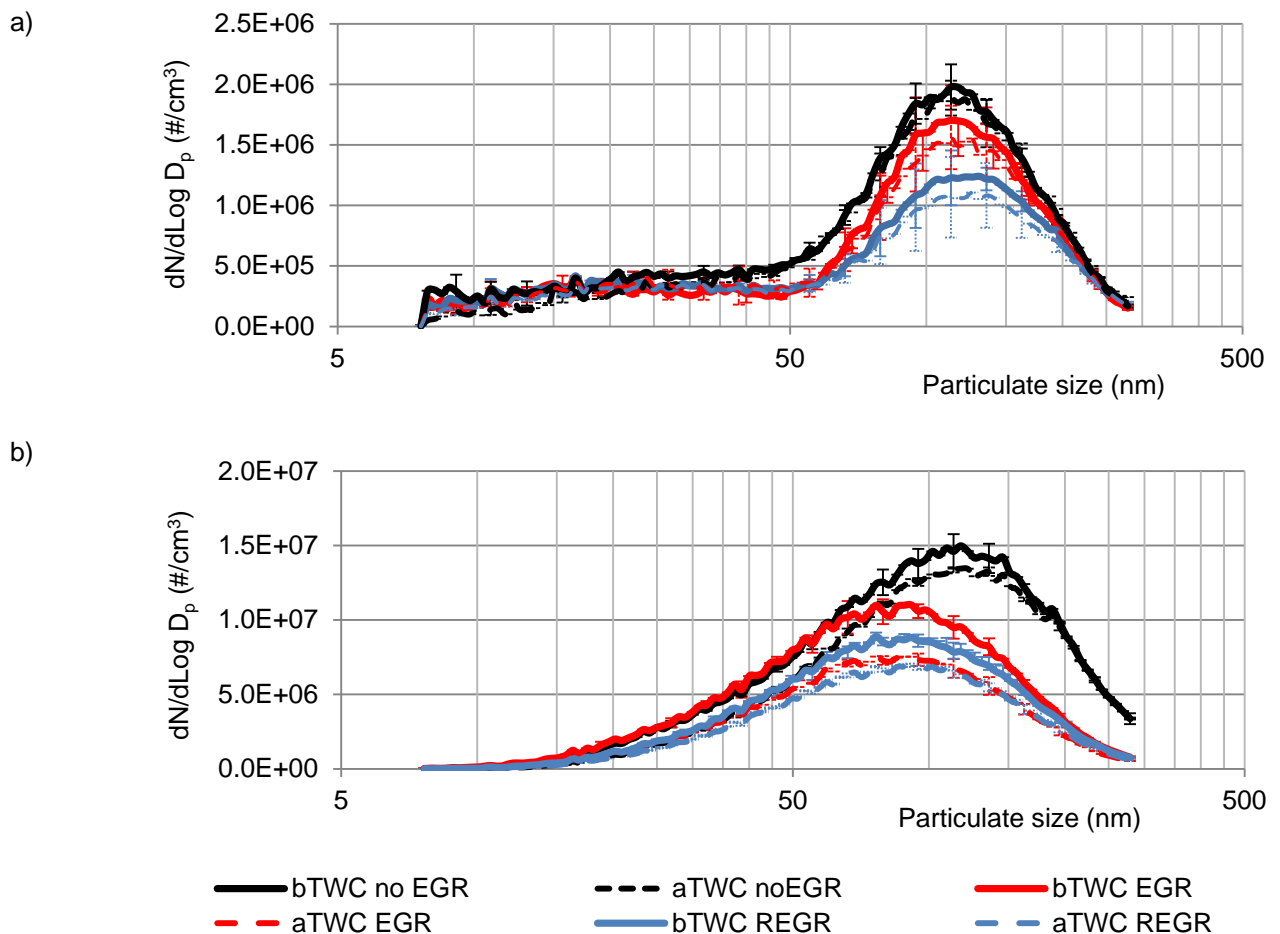 a)
2.5E+06
2.0E+06
1.5E+06
1.0E+06
5.0E+05
0.0E+00
dN/dLog Dp (#/cm³)
5
50
500
Particulate size (nm)
b)
2.0E+07
1.5E+07
1.0E+07
5.0E+06
0.0E+00
dN/dLog Dp (#/cm³)
5
50
500
Particulate size (nm)
bTWC no EGR
aTWC noEGR
bTWC EGR
aTWC EGR
bTWC REGR
aTWC REGR